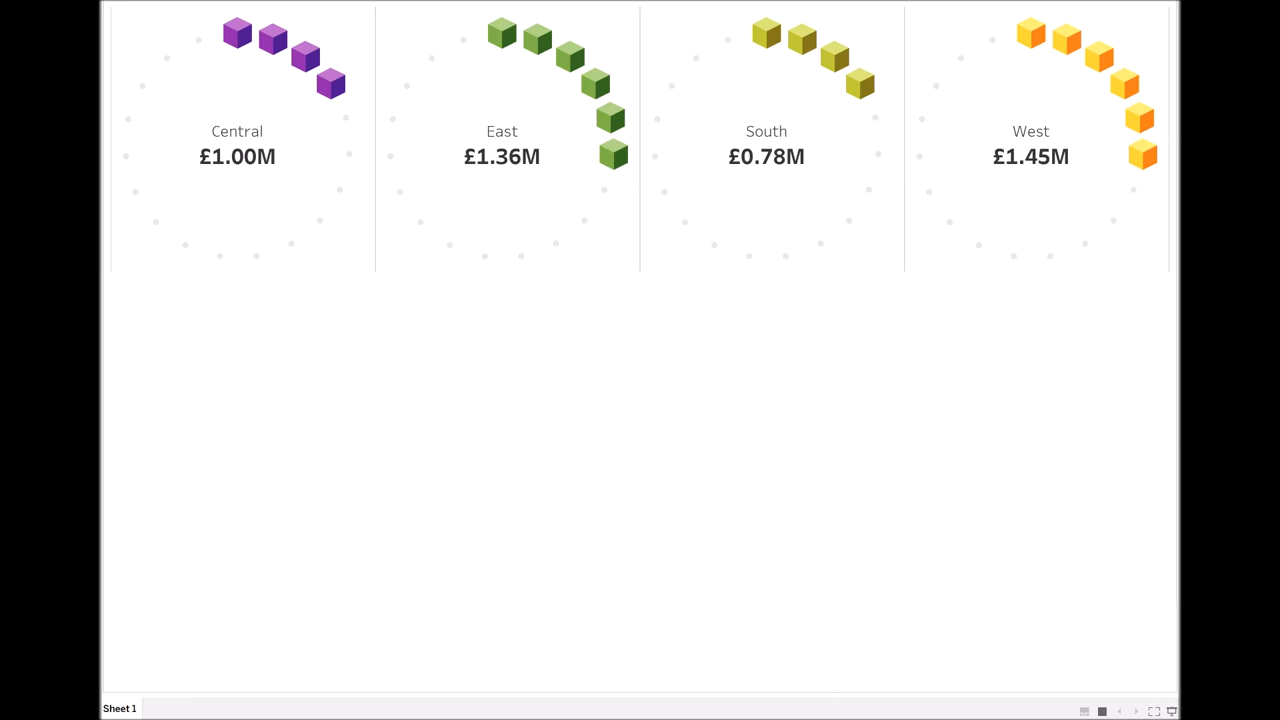 Central
£1.00M
East
£1.36M
South
£0.78M
West
£1.45M
Sheet 1